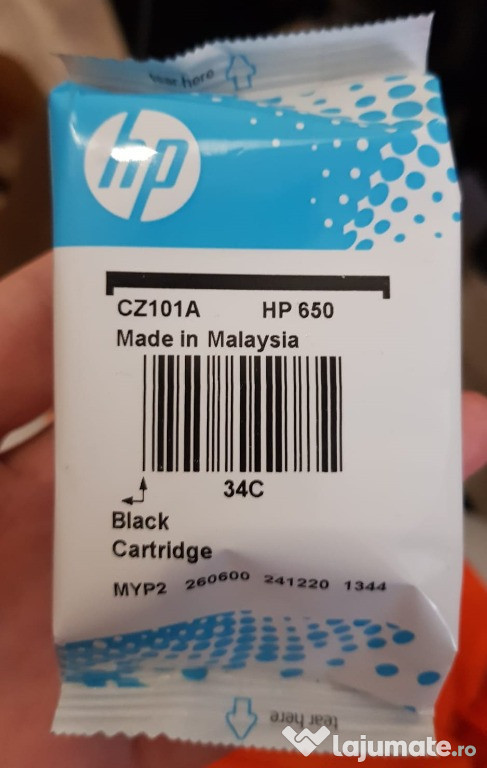 tear here
hp
CZ101A HP 650
Made in Malaysia
34C
Black
Cartridge
MYP2 260600 241220 1344
tear here
lajumate.ro